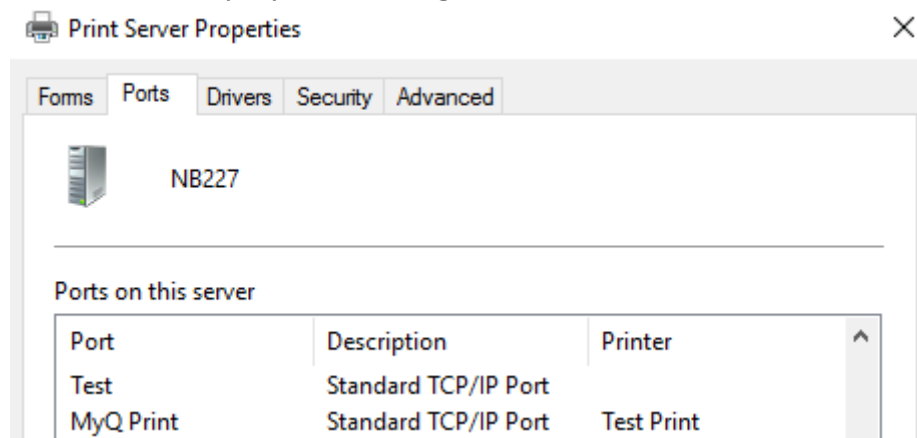 Print Server Properties
Forms Ports Drivers Security Advanced
NB227
Ports on this server
Port Description Printer
Test Standard TCP/IP Port
MyQ Print Standard TCP/IP Port Test Print